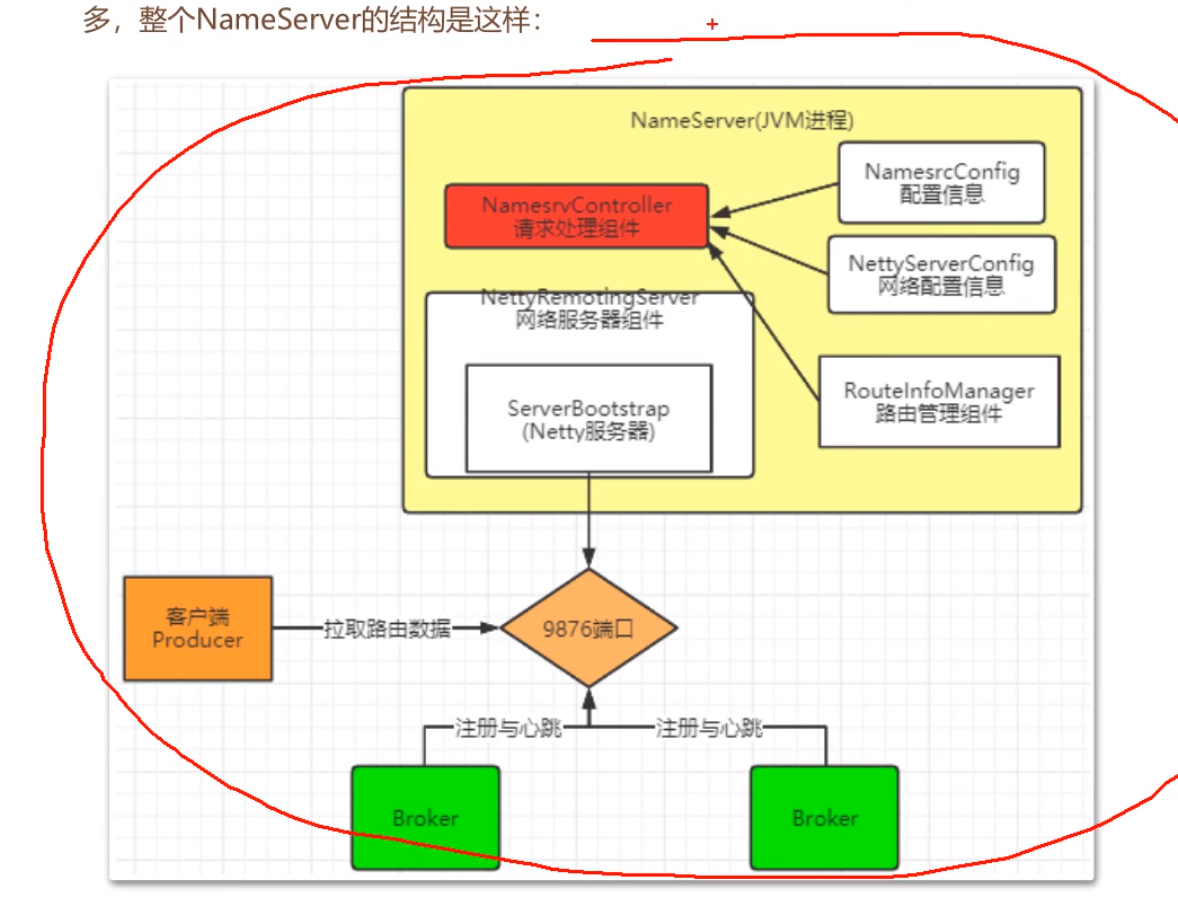 多，整个NameServer的结构是这样：
NameServer(JVM进程)
NamesrcConfig
配置信息
NamesrvController
请求处理组件
NettyServerConfig
网络配置信息
NettyRemotingServer
网络服务器组件
RouteInfoManager
路由管理组件
ServerBootstrap
(Netty服务器)
客户端
Producer
拉取路由数据
9876端口
注册与心跳
注册与心跳
Broker
Broker